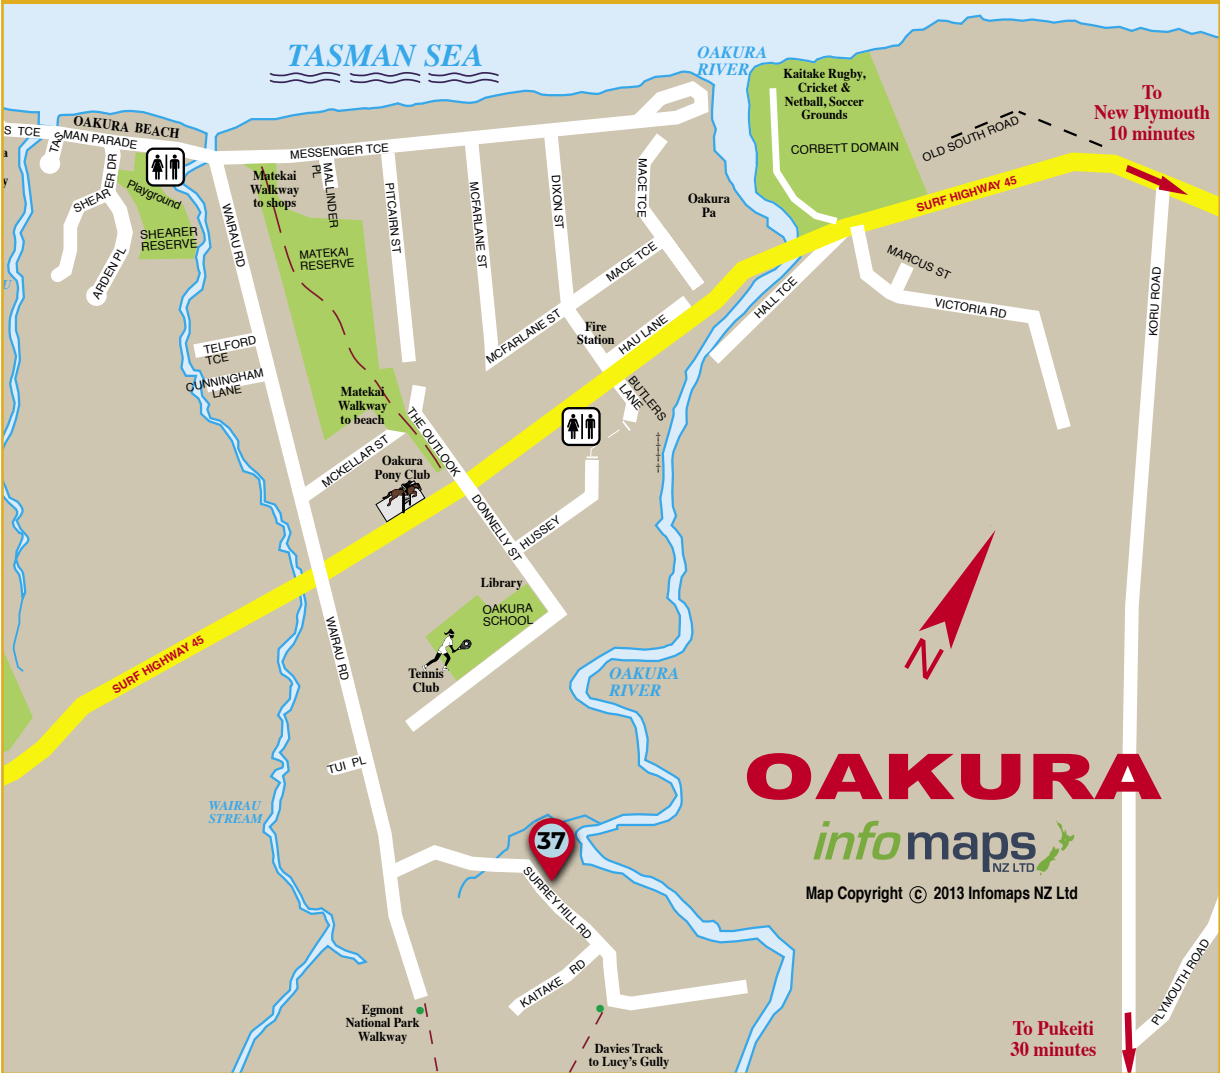 TASMAN SEA
OAKURA
RIVER
Kaitake Rugby,
Cricket &
Netball, Soccer
Grounds
CORBETT DOMAIN
OLD SOUTH ROAD
To
New Plymouth
10 minutes
SURF HIGHWAY 45
S TCE
OAKURA BEACH
TASMAN PARADE
MESSENGER TCE
SHEARER DR
Playground
SHEARER
RESERVE
ARDEN PL
WAIRAU RD
Matekai
Walkway
to shops
MALLINDER
PL
MATEKAI
RESERVE
PITCAIRN ST
MCFARLANE ST
DIXON ST
MACE TCE
Oakura
Pa
MACE TCE
MCFARLANE ST
Fire
Station
HAU LANE
HALL TCE
MARCUS ST
VICTORIA RD
KORU ROAD
TELFORD
TCE
CUNNINGHAM
LANE
Matekai
Walkway
to beach
BUTLERS
LANE
THE OUTLOOK
MCKELLAR ST
Oakura
Pony Club
DONNELLY ST
HUSSEY
Library
OAKURA
SCHOOL
Tennis
Club
SURF HIGHWAY 45
WAIRAU RD
N
OAKURA
RIVER
TUI PL
WAIRAU
STREAM
OAKURA
infomaps
NZ LTD
Map Copyright © 2013 Infomaps NZ Ltd
37
SURREY HILL RD
KAITAKE RD
Egmont
National Park
Walkway
Davies Track
to Lucy's Gully
To Pukeiti
30 minutes
PLYMOUTH ROAD